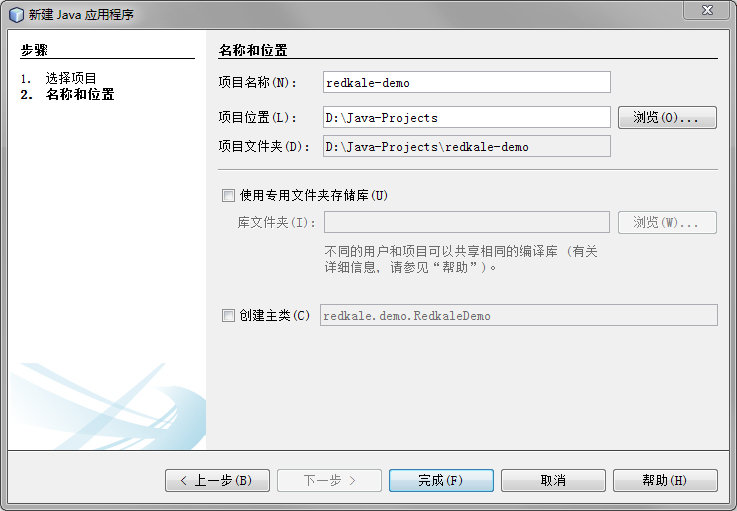 新建 Java 应用程序
步骤
1. 选择项目
2. 名称和位置
名称和位置
项目名称(N): redkale-demo
项目位置(L): D:\Java-Projects 浏览(O)...
项目文件夹(D): D:\Java-Projects\redkale-demo
使用专用文件夹存储库(U)
库文件夹(I): 浏览(W)...
不同的用户和项目可以共享相同的编译库 (有关
详细信息, 请参见“帮助”)。
创建主类(C) redkale.demo.RedkaleDemo
< 上一步(B) 下一步 > 完成(F) 取消 帮助(H)